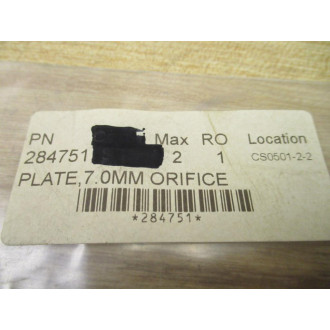 PN Max RO Location
284751 2 1 CS0501-2-2
PLATE,7.0MM ORIFICE
*284751*